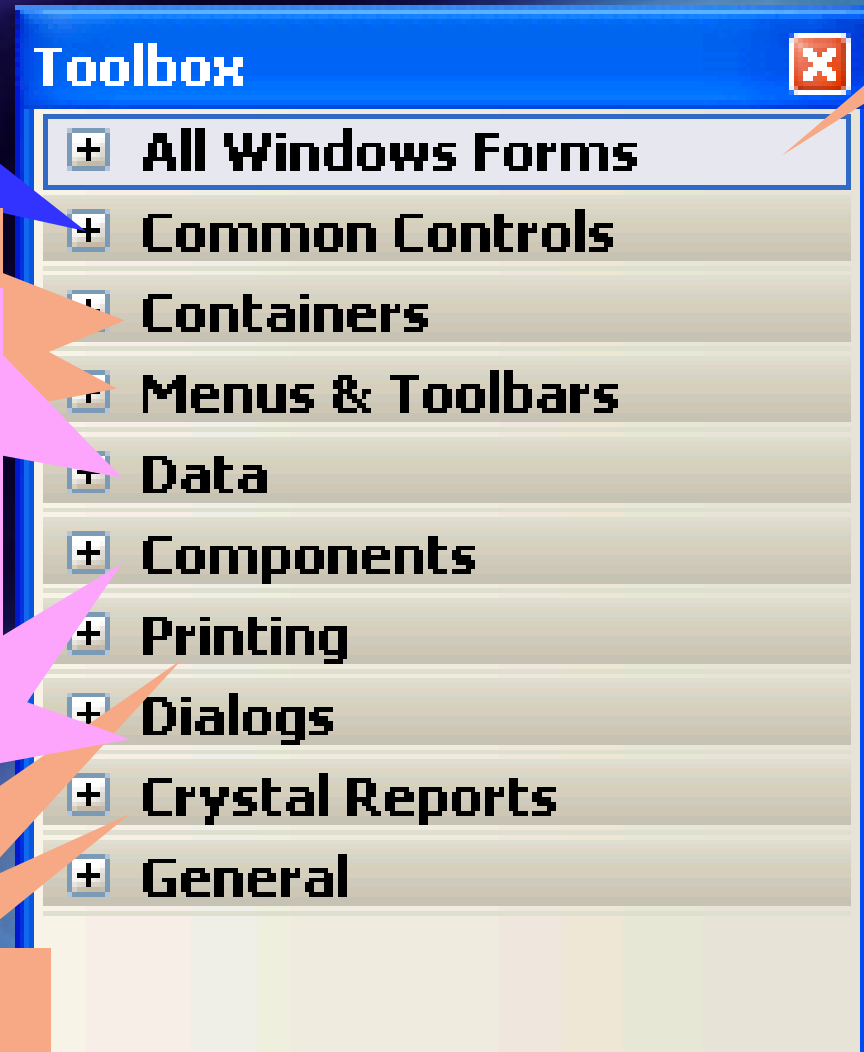 Toolbox
All Windows Forms
Common Controls
Containers
Menus & Toolbars
Data
Components
Printing
Dialogs
Crystal Reports
General